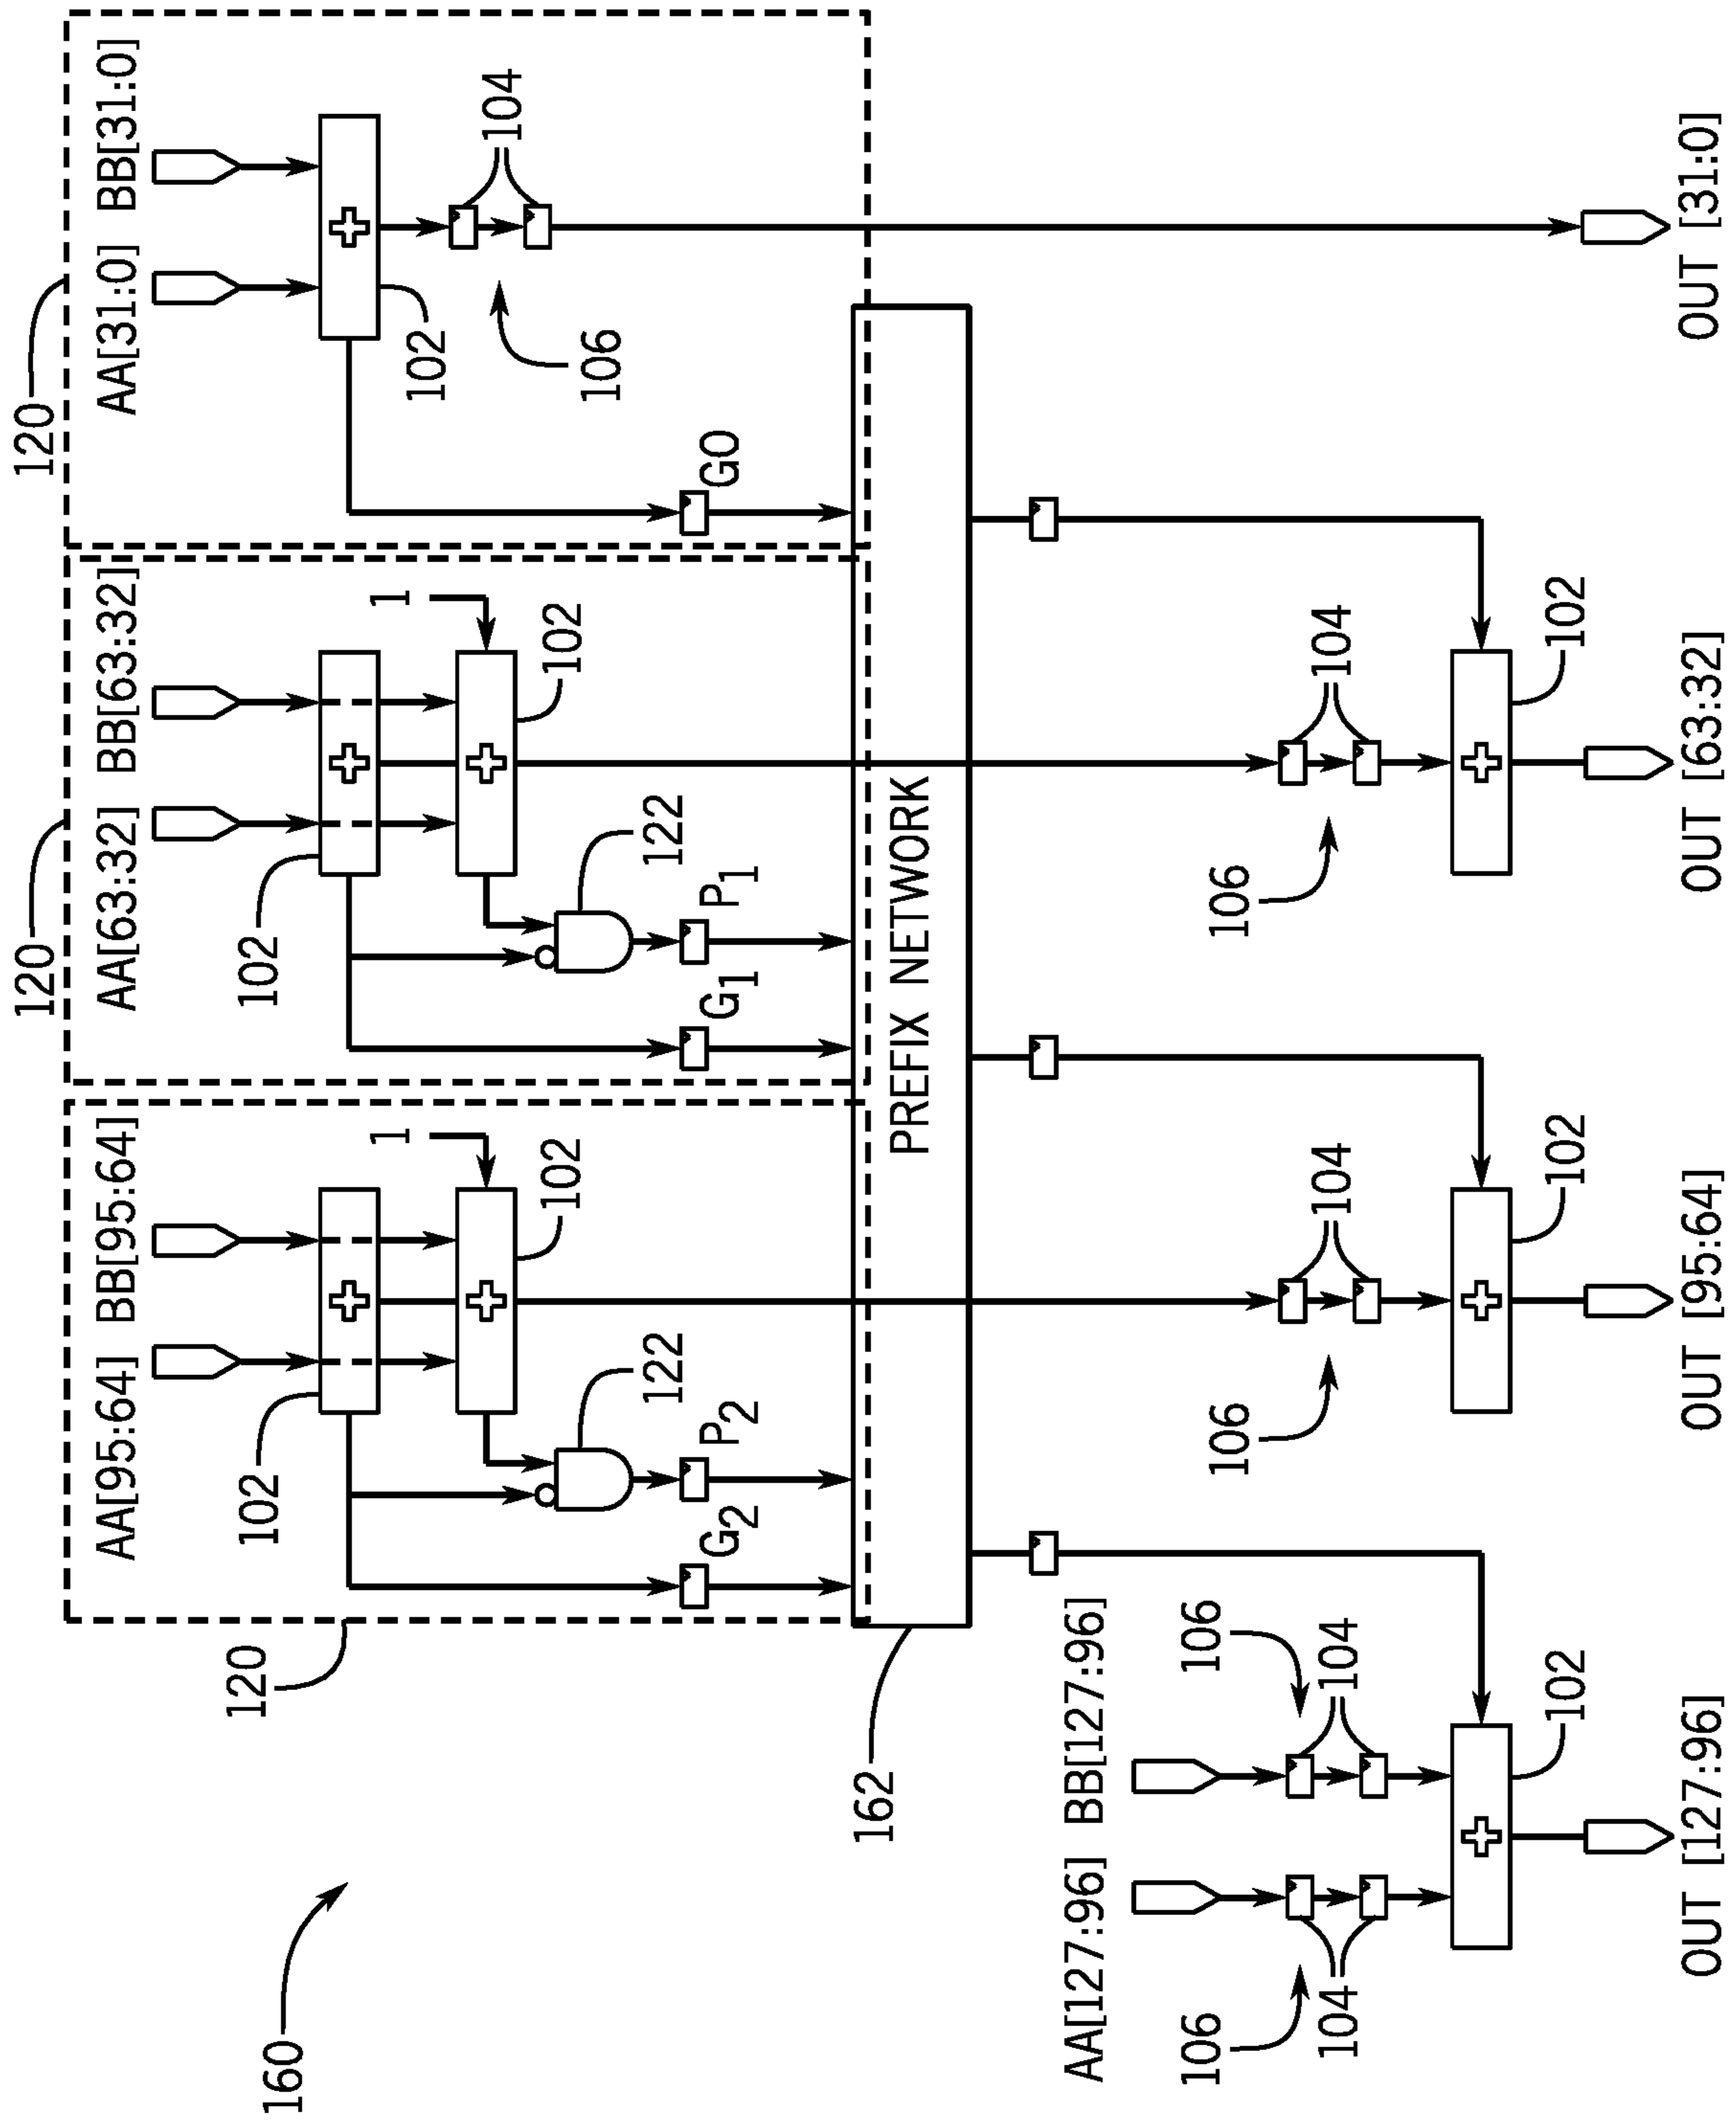 120 120
AA[95:64] BB[95:64] AA[63:32] BB[63:32] AA[31:0] BB[31:0]
120 102 102
160
1 1
102
104
102 102
106
122 122
G2 P2 G1 P1 G0
162
PREFIX NETWORK
AA[127:96] BB[127:96]
106 106 106 106
104 104 104 104
102 102 102
OUT [127:96] OUT [95:64] OUT [63:32] OUT [31:0]